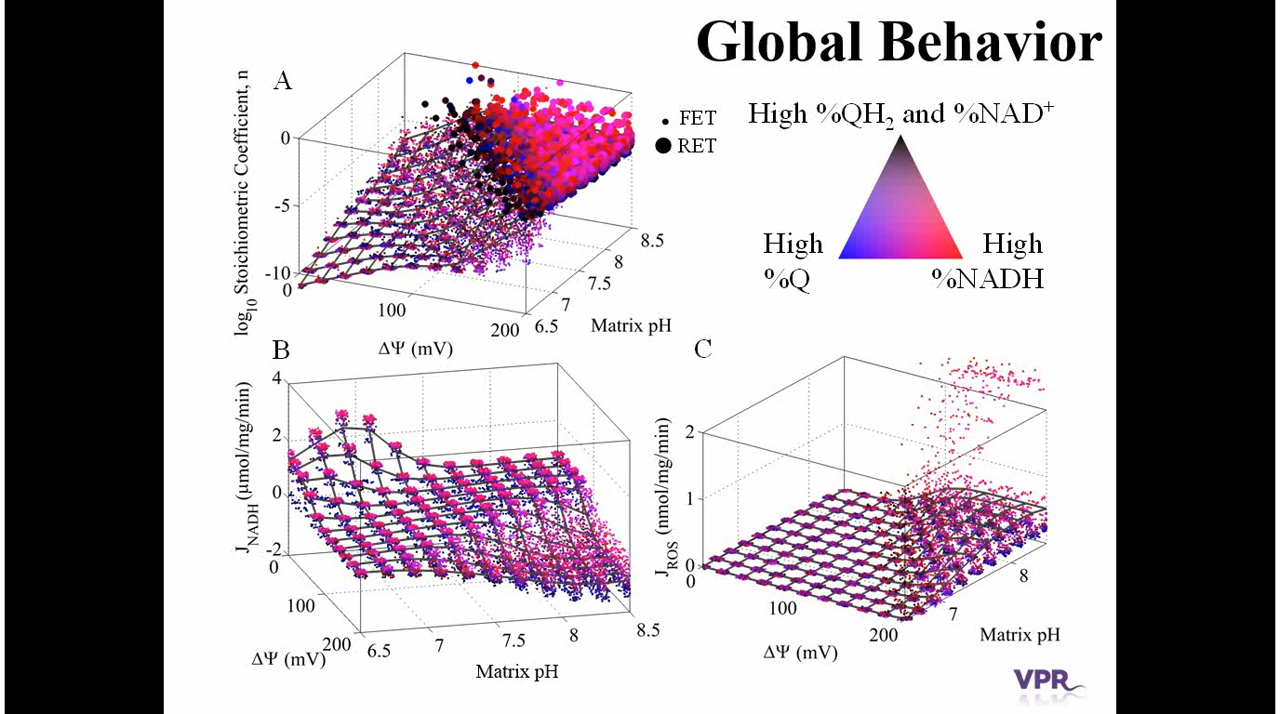 Global Behavior
A
log10 Stoichiometric Coefficient, n
0
-5
-10
0
100
200
ΔΨ (mV)
6.5
7
7.5
8
8.5
Matrix pH
FET
RET
High %QH2 and %NAD+
High
%Q
High
%NADH
B
JNADH (μmol/mg/min)
4
2
0
-2
0
100
200
ΔΨ (mV)
6.5
7
7.5
8
8.5
Matrix pH
C
JROS (nmol/mg/min)
2
1
0
0
100
200
ΔΨ (mV)
7
8
Matrix pH
VPR